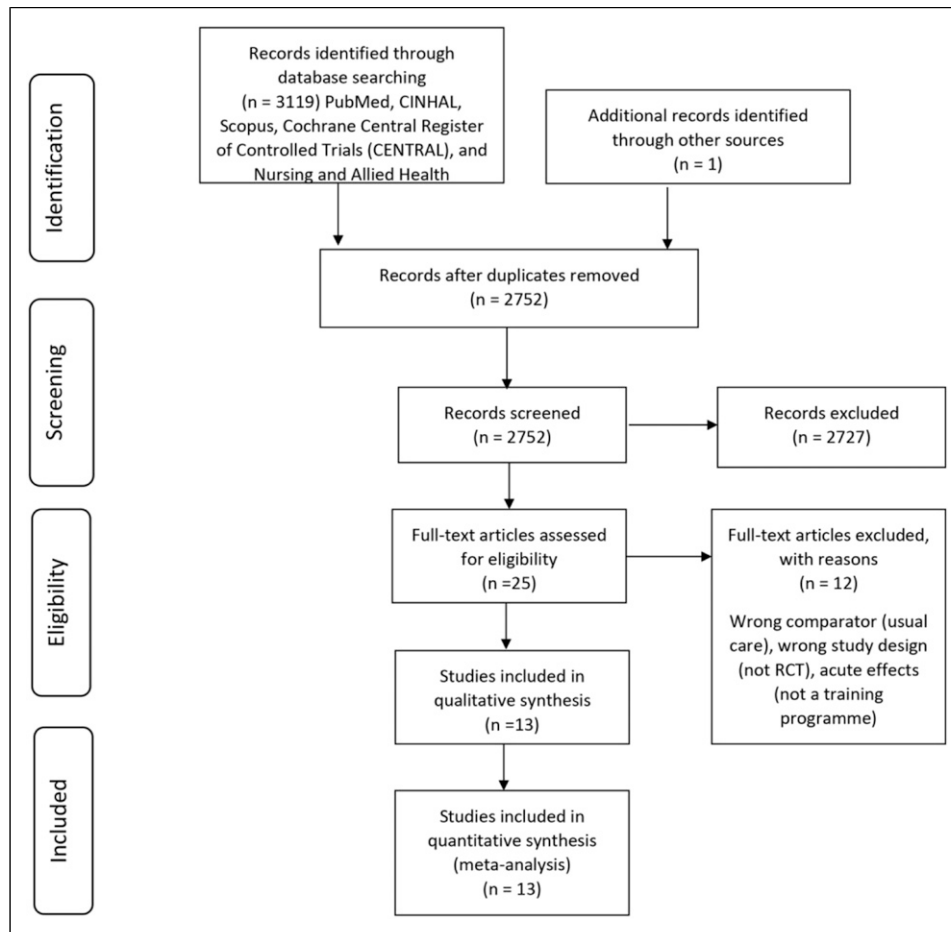 Identification
Records identified through
database searching
(n = 3119) PubMed, CINHAL,
Scopus, Cochrane Central Register
of Controlled Trials (CENTRAL), and
Nursing and Allied Health
Additional records identified
through other sources
(n = 1)
Records after duplicates removed
(n = 2752)
Screening
Records screened
(n = 2752)
Records excluded
(n = 2727)
Eligibility
Full-text articles assessed
for eligibility
(n =25)
Full-text articles excluded,
with reasons
(n = 12)
Wrong comparator (usual
care), wrong study design
(not RCT), acute effects
(not a training
programme)
Studies included in
qualitative synthesis
(n =13)
Included
Studies included in
quantitative synthesis
(meta-analysis)
(n = 13)